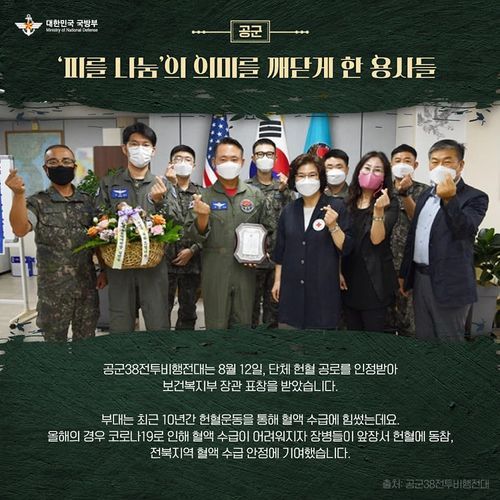 대한민국 국방부
Ministry of National Defense
공군
‘피를 나눔’의 의미를 깨닫게 한 용사들
공군38전투비행전대는 8월 12일, 단체 헌혈 공로를 인정받아
보건복지부 장관 표창을 받았습니다.
부대는 최근 10년간 헌혈운동을 통해 혈액 수급에 힘썼는데요.
올해의 경우 코로나19로 인해 혈액 수급이 어려워지자 장병들이 앞장서 헌혈에 동참,
전북지역 혈액 수급 안정에 기여했습니다.
출처: 공군38전투비행전대